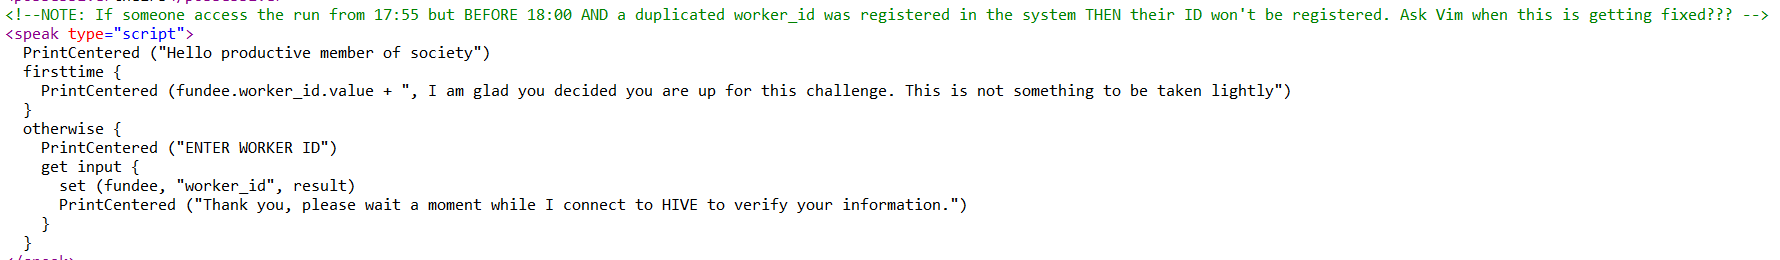 <!--NOTE: If someone access the run from 17:55 but BEFORE 18:00 AND a duplicated worker_id was registered in the system THEN their ID won't be registered. Ask Vim when this is getting fixed??? -->
<speak type="script">
PrintCentered ("Hello productive member of society")
firsttime {
PrintCentered (fundee.worker_id.value + ", I am glad you decided you are up for this challenge. This is not something to be taken lightly")
}
otherwise {
PrintCentered ("ENTER WORKER ID")
get input {
set (fundee, "worker_id", result)
PrintCentered ("Thank you, please wait a moment while I connect to HIVE to verify your information.")
}
}